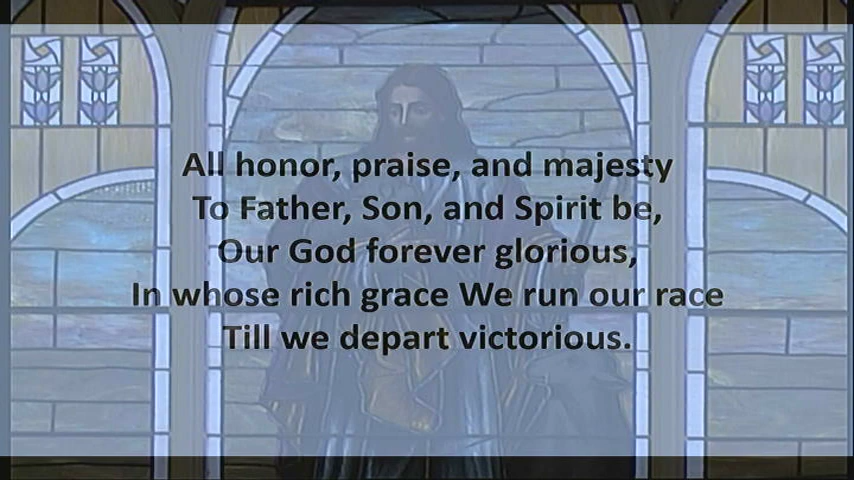 All honor, praise, and majesty
To Father, Son, and Spirit be,
Our God forever glorious,
In whose rich grace We run our race
Till we depart victorious.